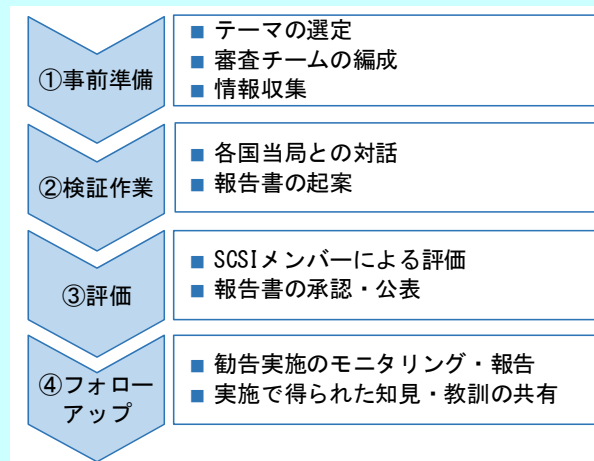 ①事前準備
■ テーマの選定
■ 審査チームの編成
■ 情報収集
②検証作業
■ 各国当局との対話
■ 報告書の起案
③評価
■ SCSIメンバーによる評価
■ 報告書の承認・公表
④フォロー
アップ
■ 勧告実施のモニタリング・報告
■ 実施で得られた知見・教訓の共有